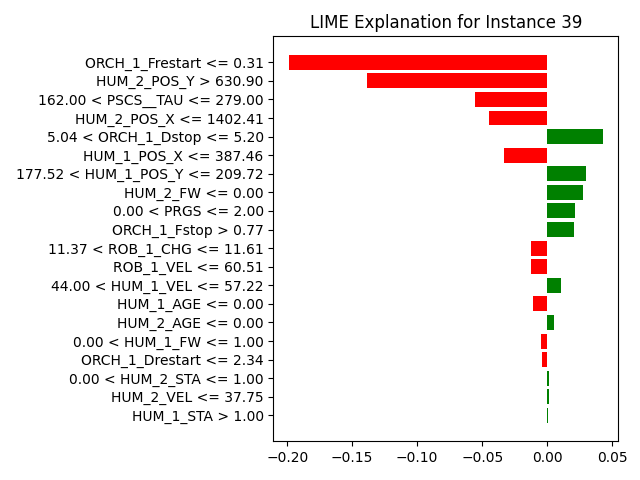 LIME Explanation for Instance 39
ORCH_1_Frestart <= 0.31
HUM_2_POS_Y > 630.90
162.00 < PSCS__TAU <= 279.00
HUM_2_POS_X <= 1402.41
5.04 < ORCH_1_Dstop <= 5.20
HUM_1_POS_X <= 387.46
177.52 < HUM_1_POS_Y <= 209.72
HUM_2_FW <= 0.00
0.00 < PRGS <= 2.00
ORCH_1_Fstop > 0.77
11.37 < ROB_1_CHG <= 11.61
ROB_1_VEL <= 60.51
44.00 < HUM_1_VEL <= 57.22
HUM_1_AGE <= 0.00
HUM_2_AGE <= 0.00
0.00 < HUM_1_FW <= 1.00
ORCH_1_Drestart <= 2.34
0.00 < HUM_2_STA <= 1.00
HUM_2_VEL <= 37.75
HUM_1_STA > 1.00
−0.20 −0.15 −0.10 −0.05 0.00 0.05